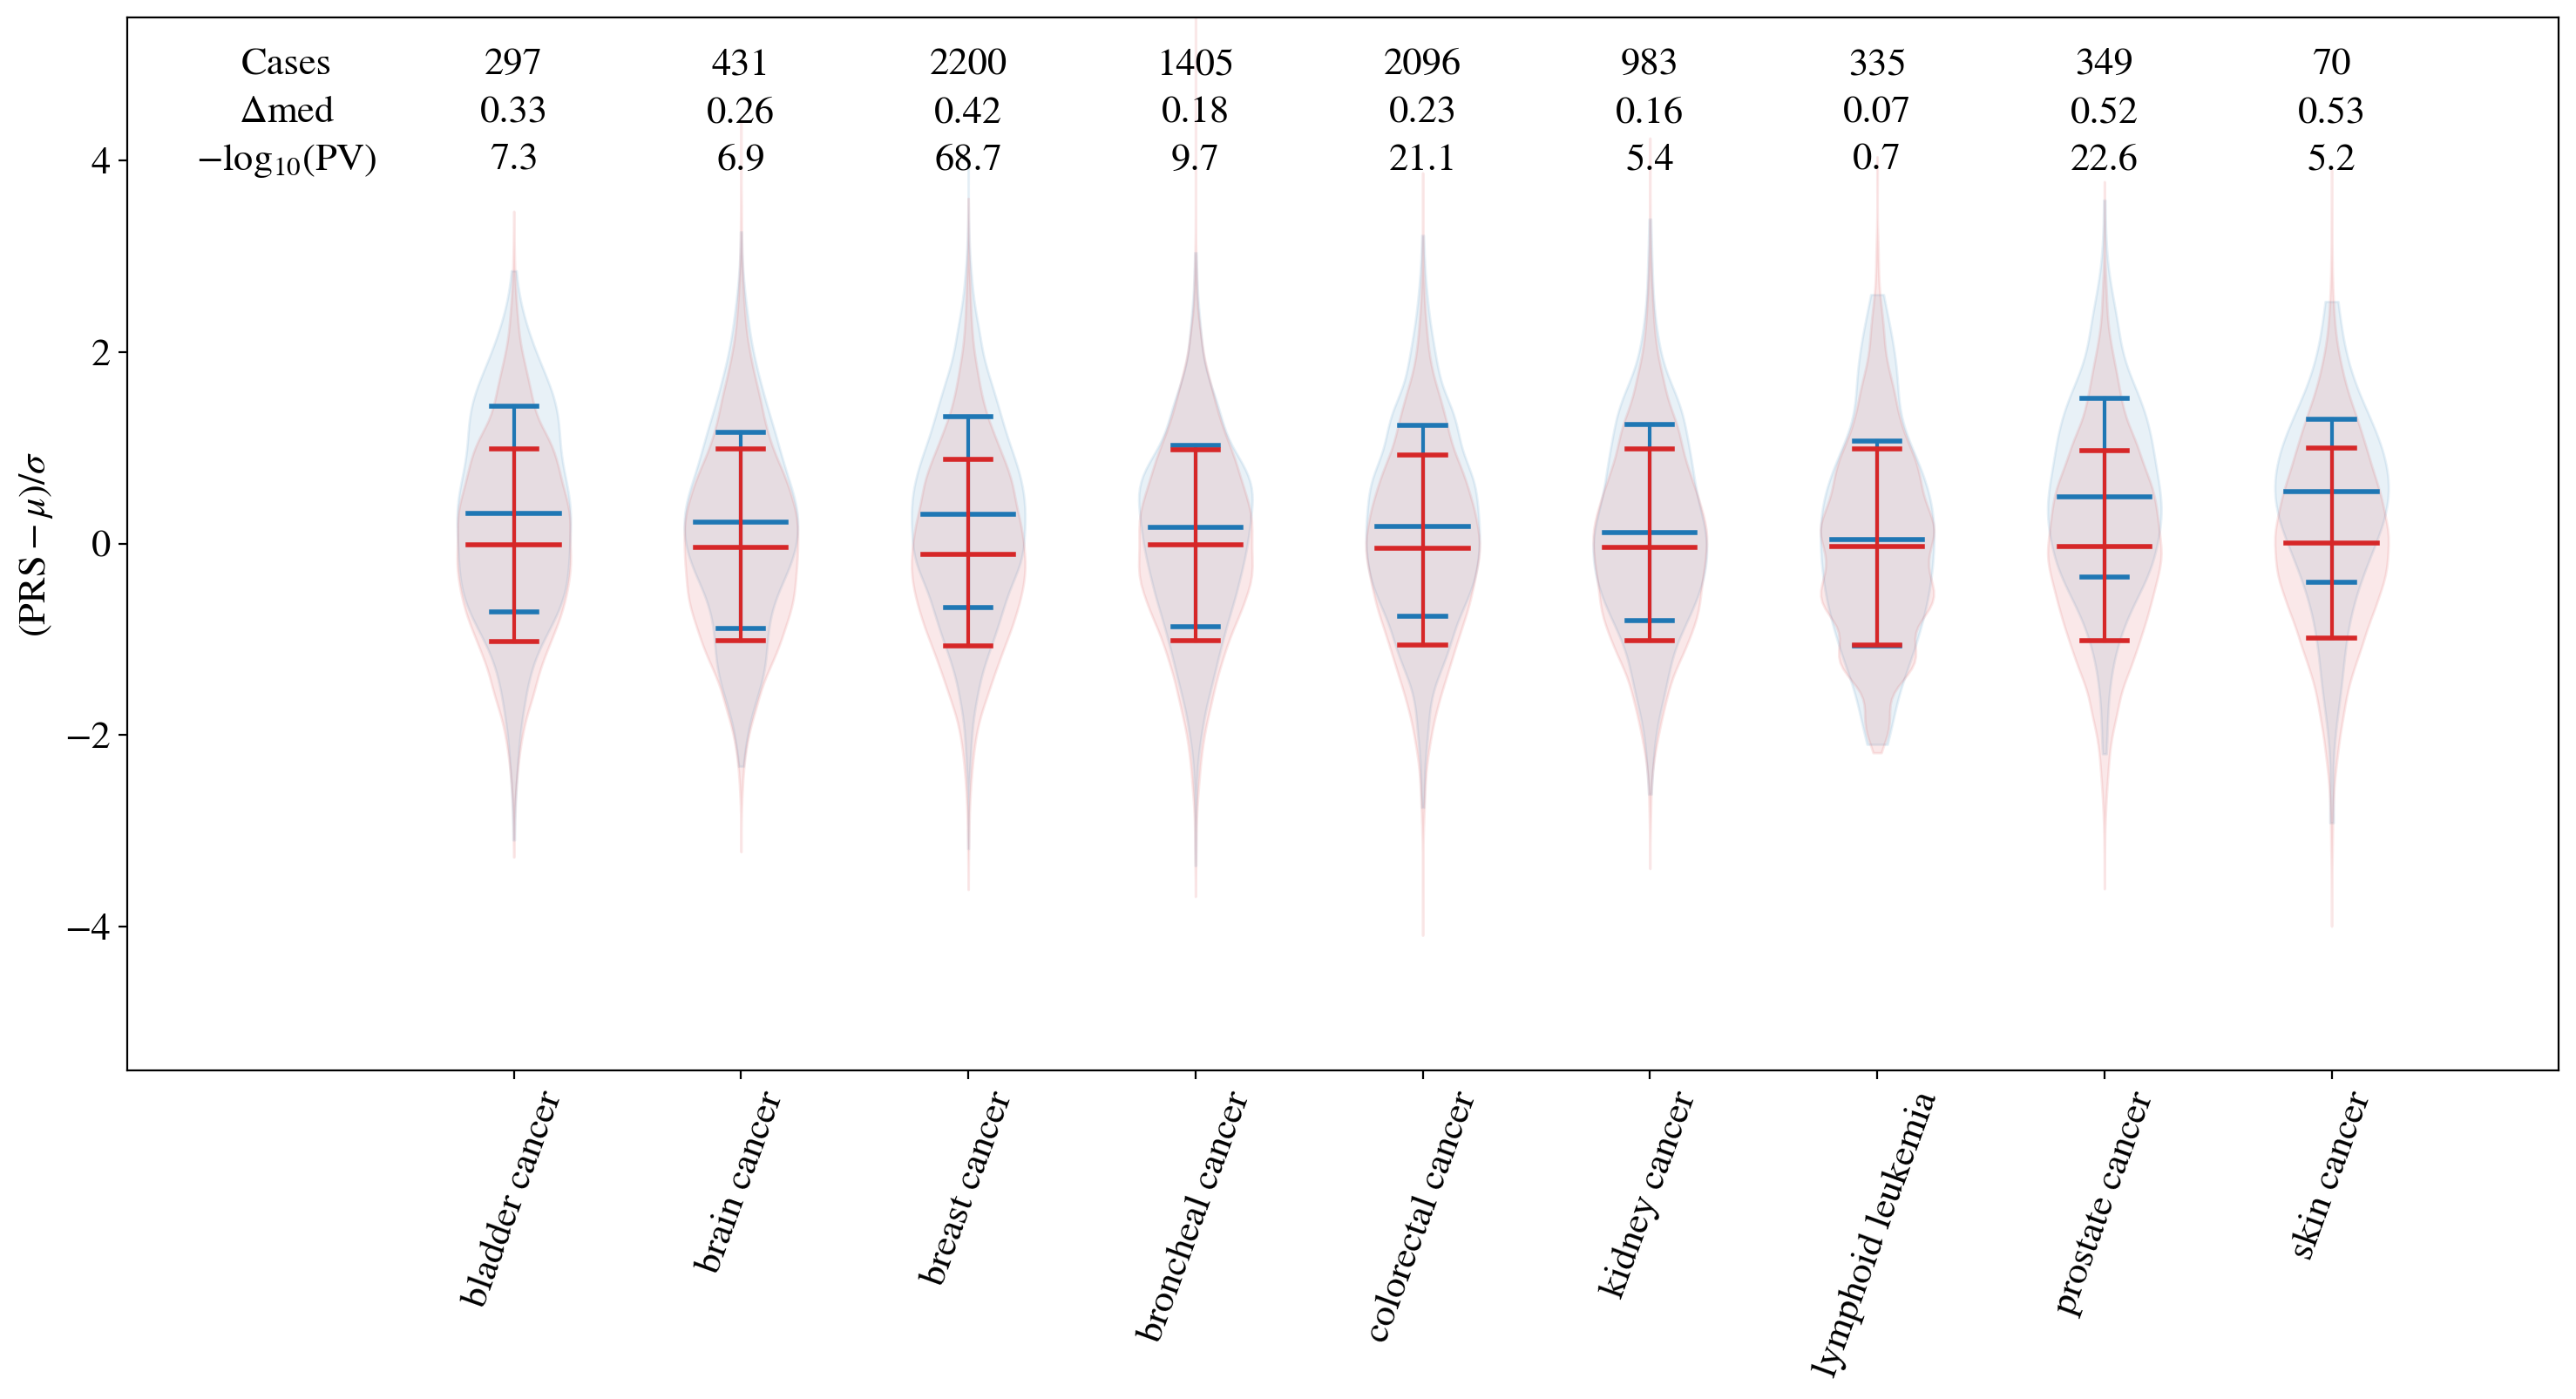 Cases 297 431 2200 1405 2096 983 335 349 70
Δmed 0.33 0.26 0.42 0.18 0.23 0.16 0.07 0.52 0.53
−log₁₀(PV) 7.3 6.9 68.7 9.7 21.1 5.4 0.7 22.6 5.2
4
2
0
−2
−4
(PRS − μ)/σ
bladder cancer
brain cancer
breast cancer
broncheal cancer
colorectal cancer
kidney cancer
lymphoid leukemia
prostate cancer
skin cancer